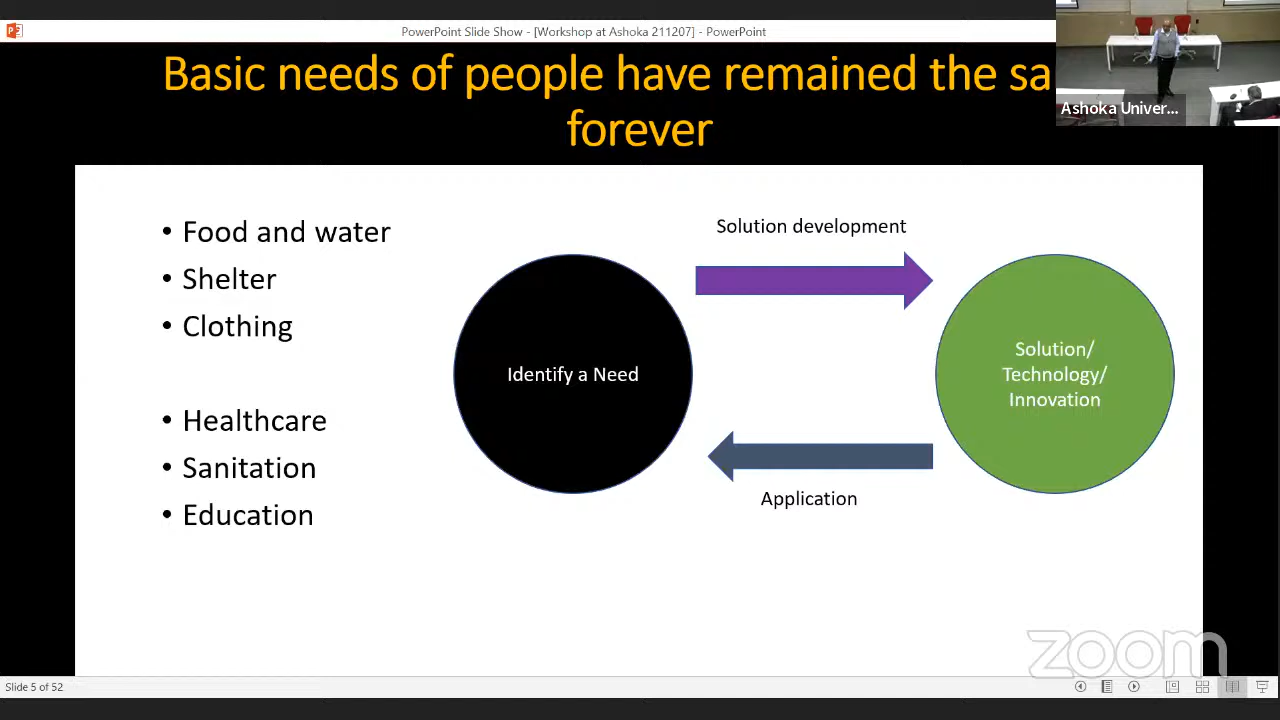 PowerPoint Slide Show - [Workshop at Ashoka 211207] - PowerPoint
Basic needs of people have remained the sa
forever
Ashoka Univer...
• Food and water
• Shelter
• Clothing
• Healthcare
• Sanitation
• Education
Solution development
Identify a Need
Solution/
Technology/
Innovation
Application
zoom
Slide 5 of 52